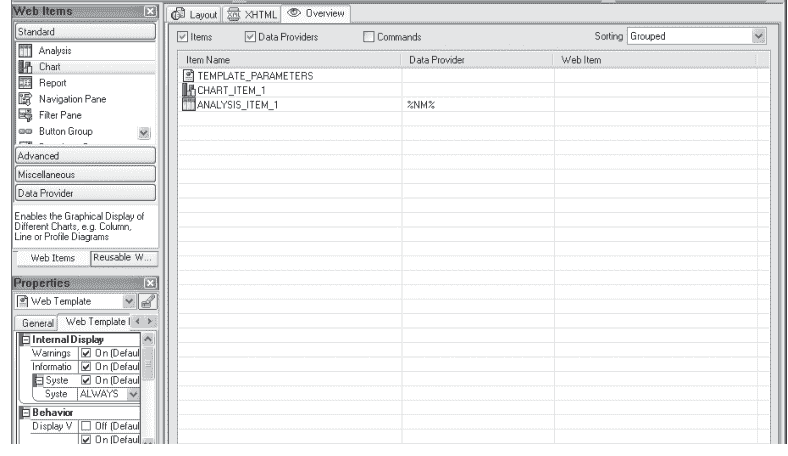 Web Items
Standard
Analysis
Chart
Report
Navigation Pane
Filter Pane
Button Group
Advanced
Miscellaneous
Data Provider
Enables the Graphical Display of
Different Charts, e.g. Column,
Line or Profile Diagrams
Web Items Reusable W...
Properties
Web Template
General Web Template I
Internal Display
Warnings On (Defaul
Informatio On (Defaul
Syste On (Defaul
Syste ALWAYS
Behavior
Display V Off (Defaul
On (Defaul
Layout XHTML Overview
Items Data Providers Commands Sorting Grouped
Item Name Data Provider Web Item
TEMPLATE_PARAMETERS
CHART_ITEM_1
ANALYSIS_ITEM_1 %NM%